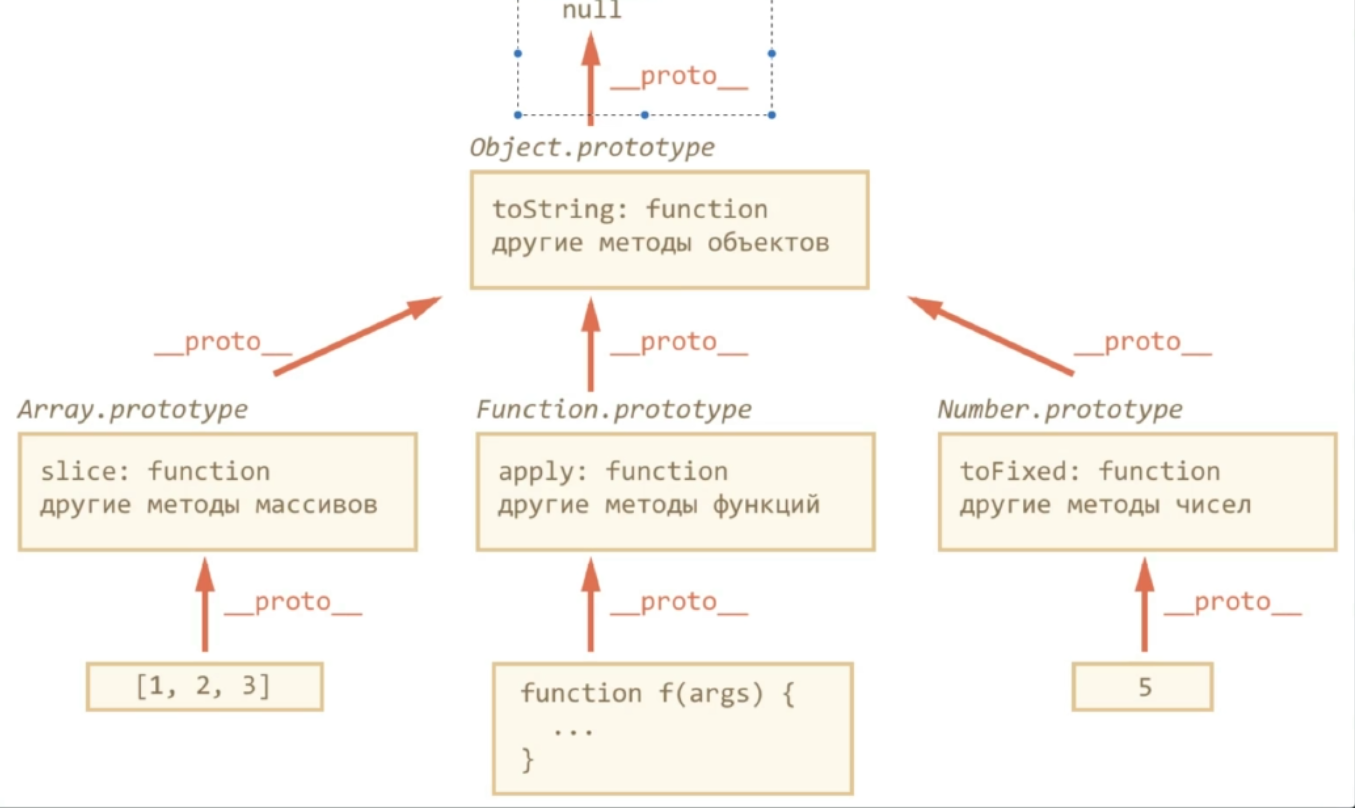 null
__proto__
Object.prototype
toString: function
другие методы объектов
__proto__
__proto__
__proto__
Array.prototype
slice: function
другие методы массивов
Function.prototype
apply: function
другие методы функций
Number.prototype
toFixed: function
другие методы чисел
__proto__
__proto__
__proto__
[1, 2, 3]
function f(args) {
...
}
5